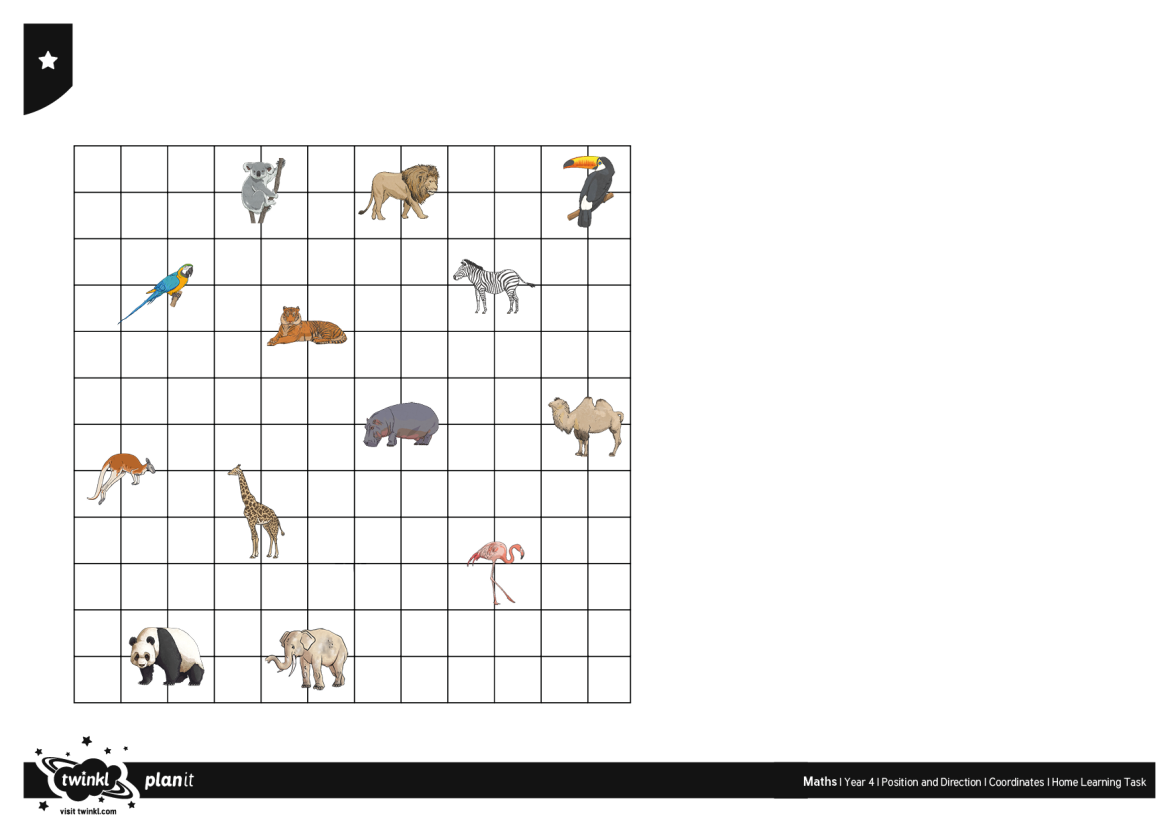 twinkl
planit
visit twinkl.com
Maths | Year 4 | Position and Direction | Coordinates | Home Learning Task